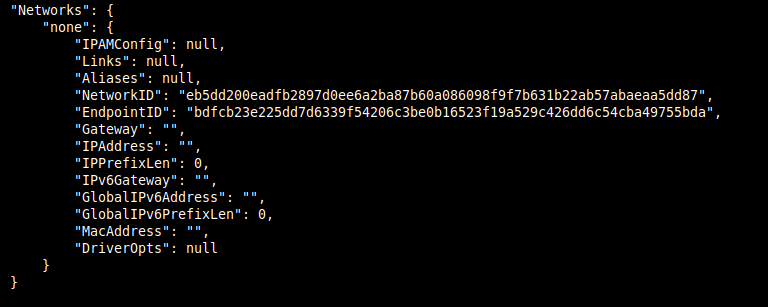 "Networks": {
    "none": {
        "IPAMConfig": null,
        "Links": null,
        "Aliases": null,
        "NetworkID": "eb5dd200eadfb2897d0ee6a2ba87b60a086098f9f7b631b22ab57abaeaa5dd87",
        "EndpointID": "bdfcb23e225dd7d6339f54206c3be0b16523f19a529c426dd6c54cba49755bda",
        "Gateway": "",
        "IPAddress": "",
        "IPPrefixLen": 0,
        "IPv6Gateway": "",
        "GlobalIPv6Address": "",
        "GlobalIPv6PrefixLen": 0,
        "MacAddress": "",
        "DriverOpts": null
    }
}